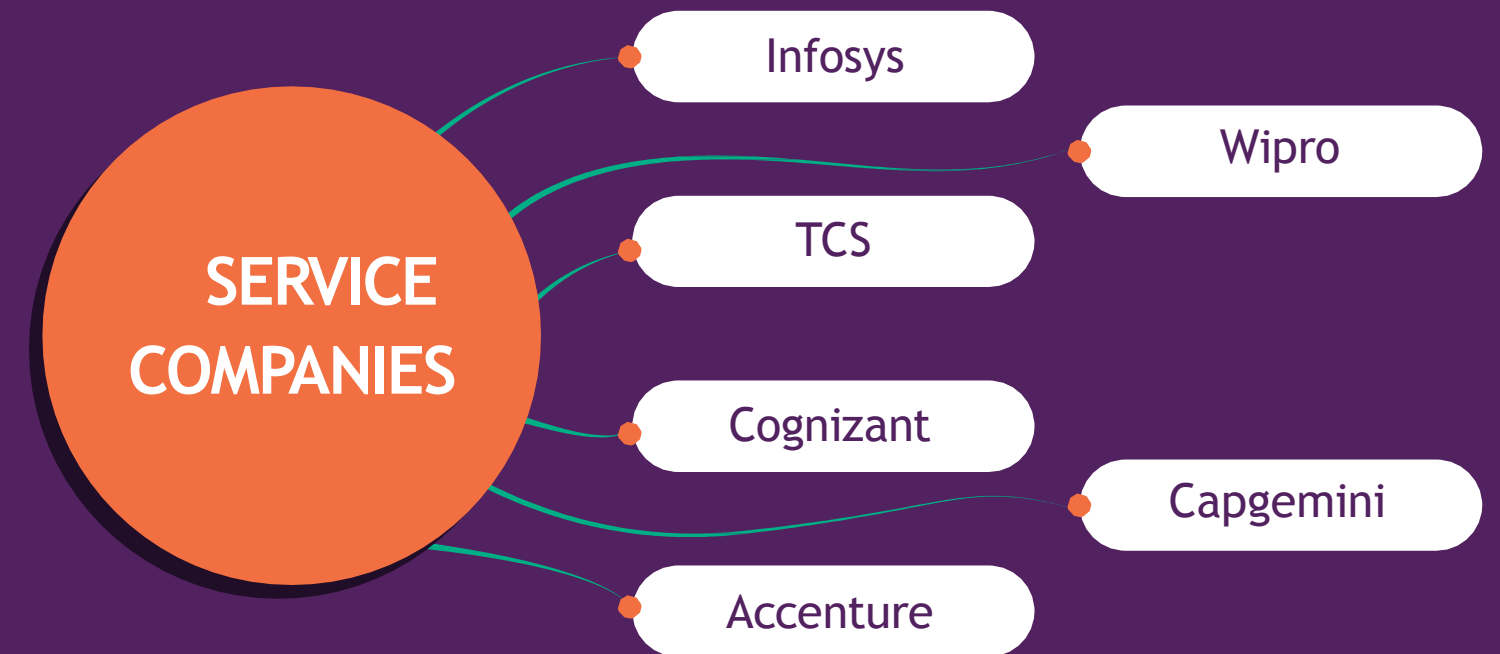 SERVICE
COMPANIES
Infosys
Wipro
TCS
Cognizant
Capgemini
Accenture